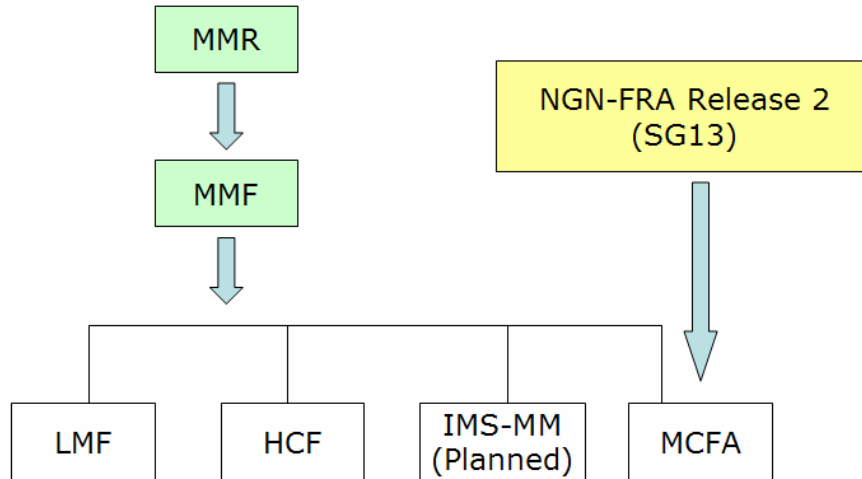 MMR
NGN-FRA Release 2
(SG13)
MMF
LMF
HCF
IMS-MM
(Planned)
MCFA